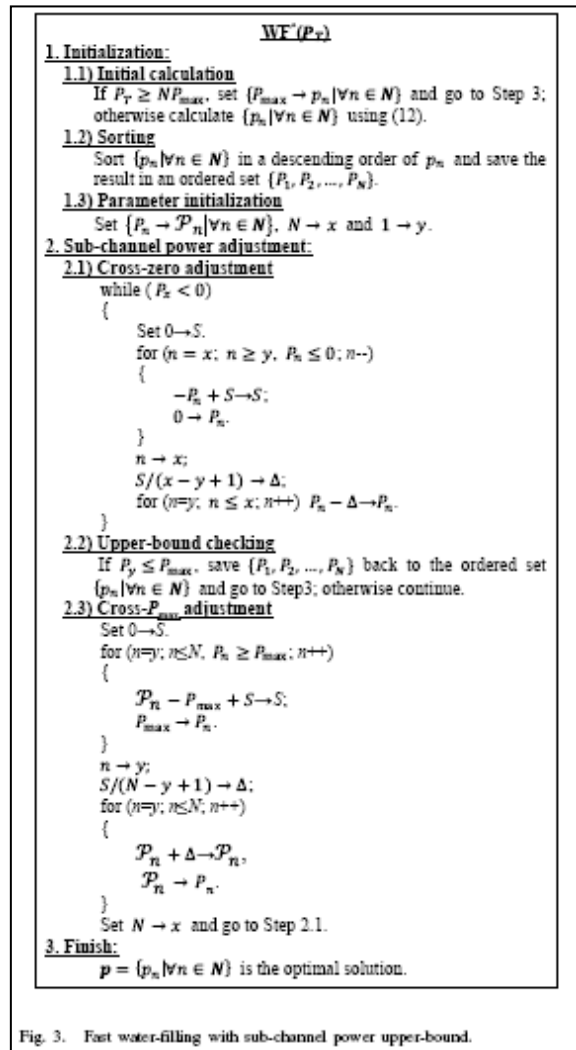 WF*(P_T)
1. Initialization:
1.1) Initial calculation
If P_T ≥ NP_max, set {P_max → p_n|∀n ∈ N} and go to Step 3;
otherwise calculate {p_n|∀n ∈ N} using (12).
1.2) Sorting
Sort {p_n|∀n ∈ N} in a descending order of p_n and save the
result in an ordered set {P_1, P_2, ..., P_N}.
1.3) Parameter initialization
Set {P_n → 𝒫_n|∀n ∈ N}, N → x and 1 → y.
2. Sub-channel power adjustment:
2.1) Cross-zero adjustment
while ( P_x < 0)
{
Set 0→S.
for (n = x; n ≥ y, P_n ≤ 0; n--)
{
−P_n + S→S;
0 → P_n.
}
n → x;
S/(x − y + 1) → Δ;
for (n=y; n ≤ x; n++) P_n − Δ→P_n.
}
2.2) Upper-bound checking
If P_y ≤ P_max, save {P_1, P_2, ..., P_N} back to the ordered set
{p_n|∀n ∈ N} and go to Step3; otherwise continue.
2.3) Cross-P_max adjustment
Set 0→S.
for (n=y; n≤N, P_n ≥ P_max; n++)
{
𝒫_n − P_max + S→S;
P_max → P_n.
}
n → y;
S/(N − y + 1) → Δ;
for (n=y; n≤N; n++)
{
𝒫_n + Δ→𝒫_n,
𝒫_n → P_n.
}
Set N → x and go to Step 2.1.
3. Finish:
p = {p_n|∀n ∈ N} is the optimal solution.
Fig. 3. Fast water-filling with sub-channel power upper-bound.